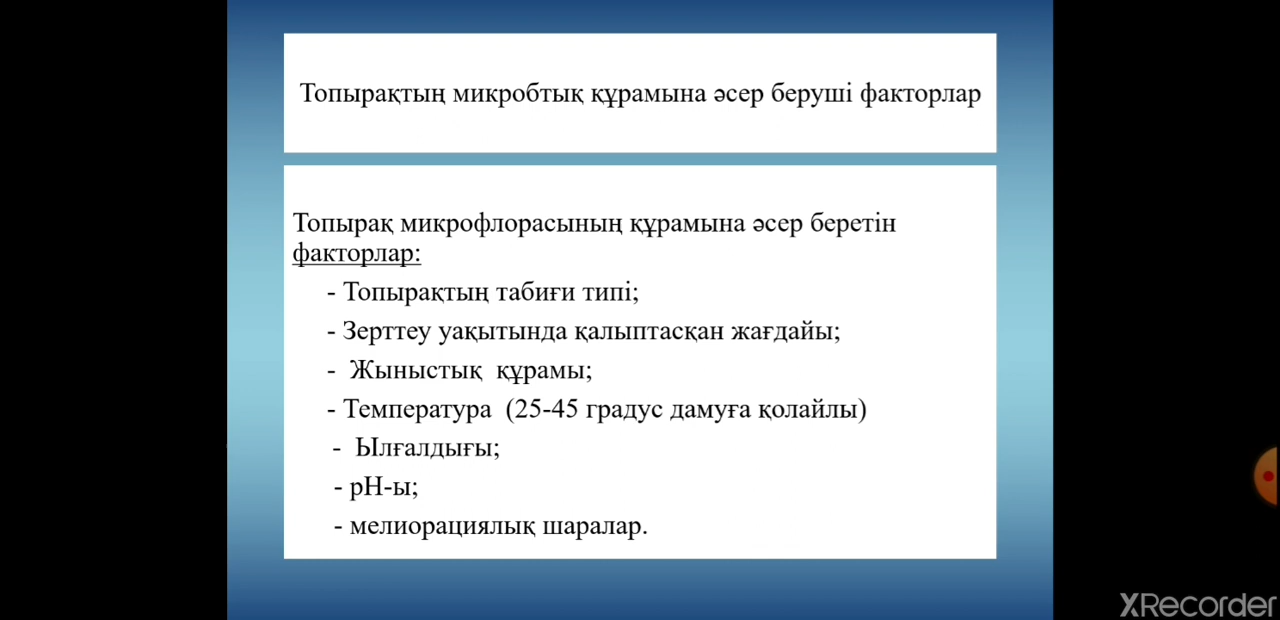 Топырақтың микробтық құрамына әсер беруші факторлар
Топырақ микрофлорасының құрамына әсер беретін
факторлар:
- Топырақтың табиғи типі;
- Зерттеу уақытында қалыптасқан жағдайы;
- Жыныстық құрамы;
- Температура (25-45 градус дамуға қолайлы)
- Ылғалдығы;
- рН-ы;
- мелиорациялық шаралар.
XRecorder